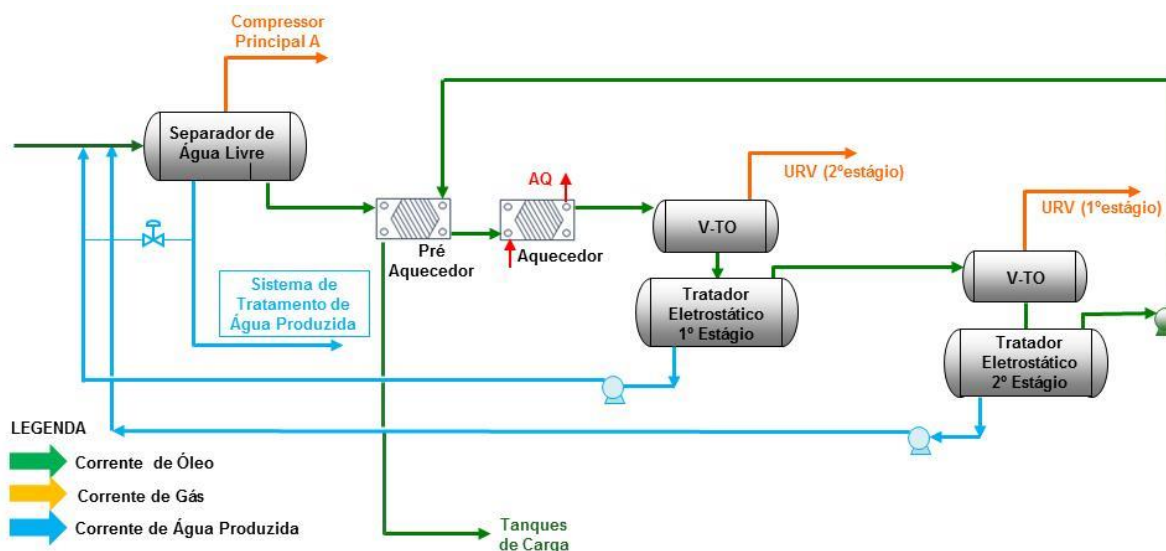 Compressor
Principal A
Separador de
Água Livre
AQ
URV (2ºestágio)
URV (1ºestágio)
V-TO
Pré
Aquecedor
Aquecedor
V-TO
Sistema de
Tratamento de
Água Produzida
Tratador
Eletrostático
1º Estágio
Tratador
Eletrostático
2º Estágio
LEGENDA
Corrente de Óleo
Corrente de Gás
Corrente de Água Produzida
Tanques
de Carga